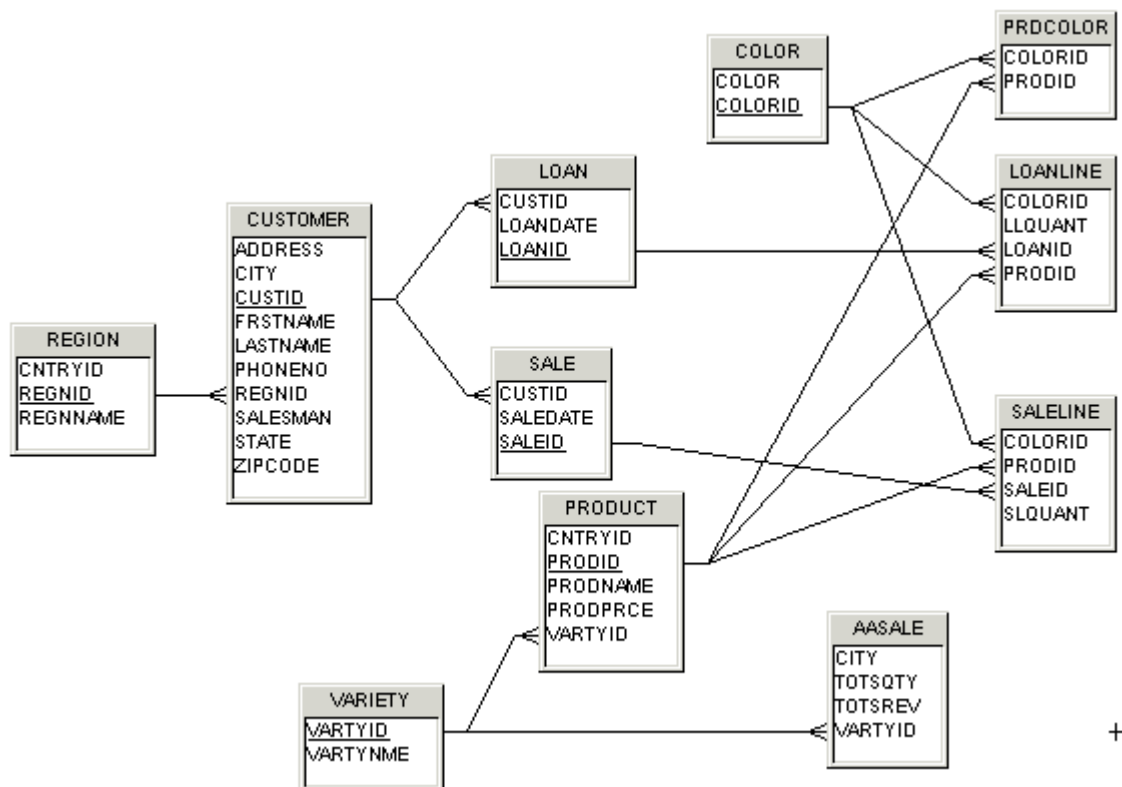 PRDCOLOR
COLORID
PRODID
COLOR
COLOR
COLORID
LOAN
CUSTID
LOANDATE
LOANID
LOANLINE
COLORID
LLQUANT
LOANID
PRODID
CUSTOMER
ADDRESS
CITY
CUSTID
FRSTNAME
LASTNAME
PHONENO
REGNID
SALESMAN
STATE
ZIPCODE
REGION
CNTRYID
REGNID
REGNNAME
SALE
CUSTID
SALEDATE
SALEID
SALELINE
COLORID
PRODID
SALEID
SLQUANT
PRODUCT
CNTRYID
PRODID
PRODNAME
PRODPRCE
VARTYID
AASALE
CITY
TOTSQTY
TOTSREV
VARTYID
VARIETY
VARTYID
VARTYNME